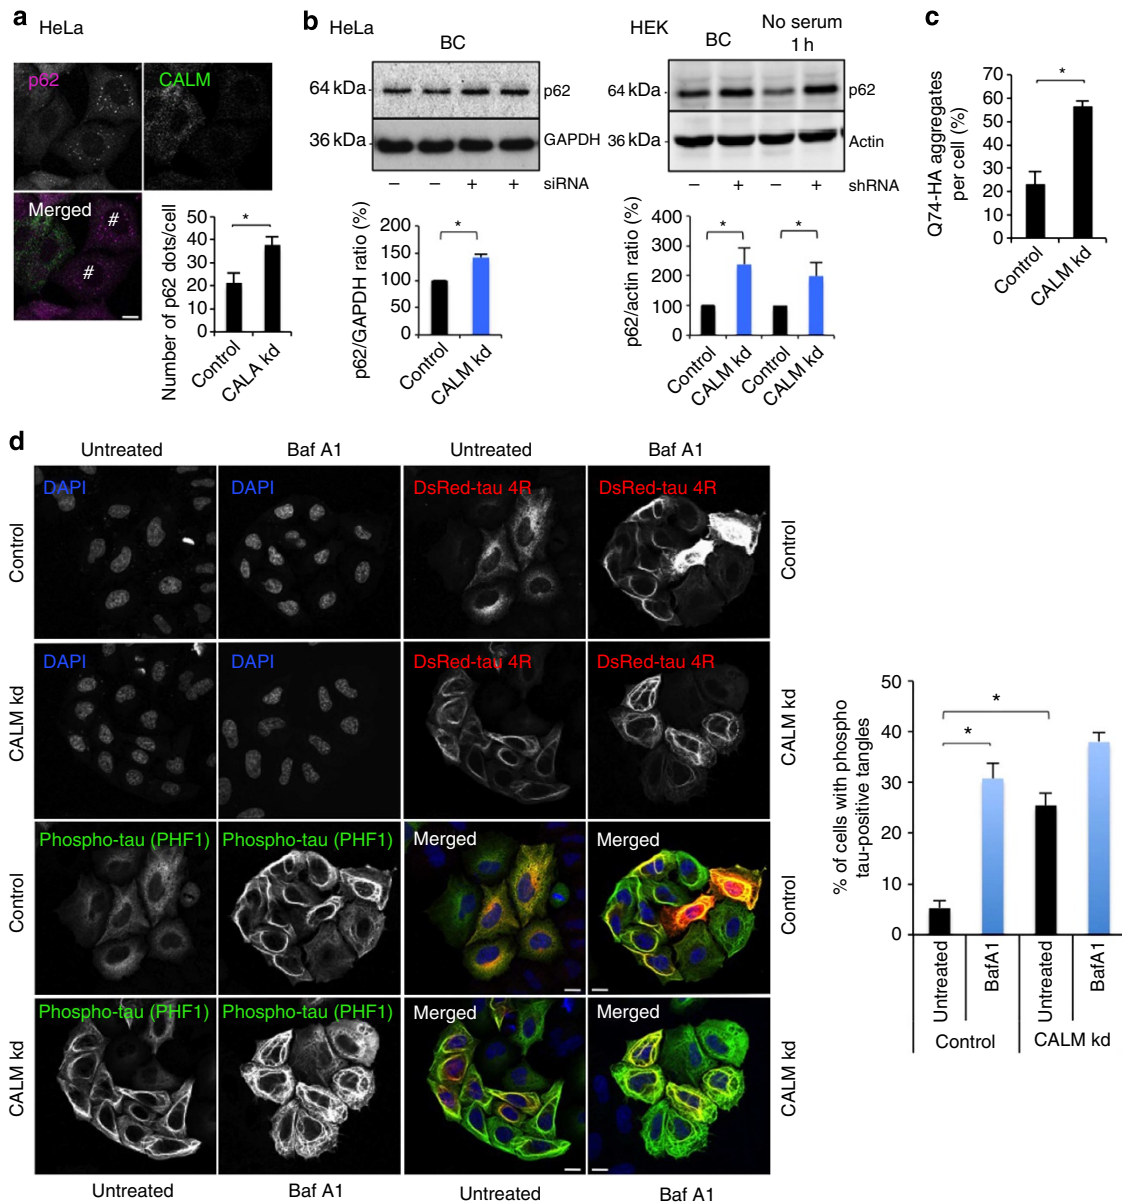 a
HeLa
p62
CALM
Merged
#
#
Number of p62 dots/cell
50
40
30
20
10
0
*
Control
CALA kd
b
HeLa
BC
64 kDa
p62
36 kDa
GAPDH
– – + + siRNA
p62/GAPDH ratio (%)
200
150
100
50
0
*
Control
CALM kd
HEK
BC
No serum
1 h
64 kDa
p62
36 kDa
Actin
– + – + shRNA
p62/actin ratio (%)
400
300
200
100
0
*
*
Control
CALM kd
Control
CALM kd
c
Q74-HA aggregates
per cell (%)
70
60
50
40
30
20
10
0
*
Control
CALM kd
d
Untreated
Baf A1
Untreated
Baf A1
Control
DAPI
DAPI
DsRed-tau 4R
DsRed-tau 4R
Control
CALM kd
DAPI
DAPI
DsRed-tau 4R
DsRed-tau 4R
CALM kd
Control
Phospho-tau (PHF1)
Phospho-tau (PHF1)
Merged
Merged
Control
CALM kd
Phospho-tau (PHF1)
Phospho-tau (PHF1)
Merged
Merged
CALM kd
Untreated
Baf A1
Untreated
Baf A1
% of cells with phospho
tau-positive tangles
50
40
30
20
10
0
*
*
Untreated
BafA1
Untreated
BafA1
Control
CALM kd